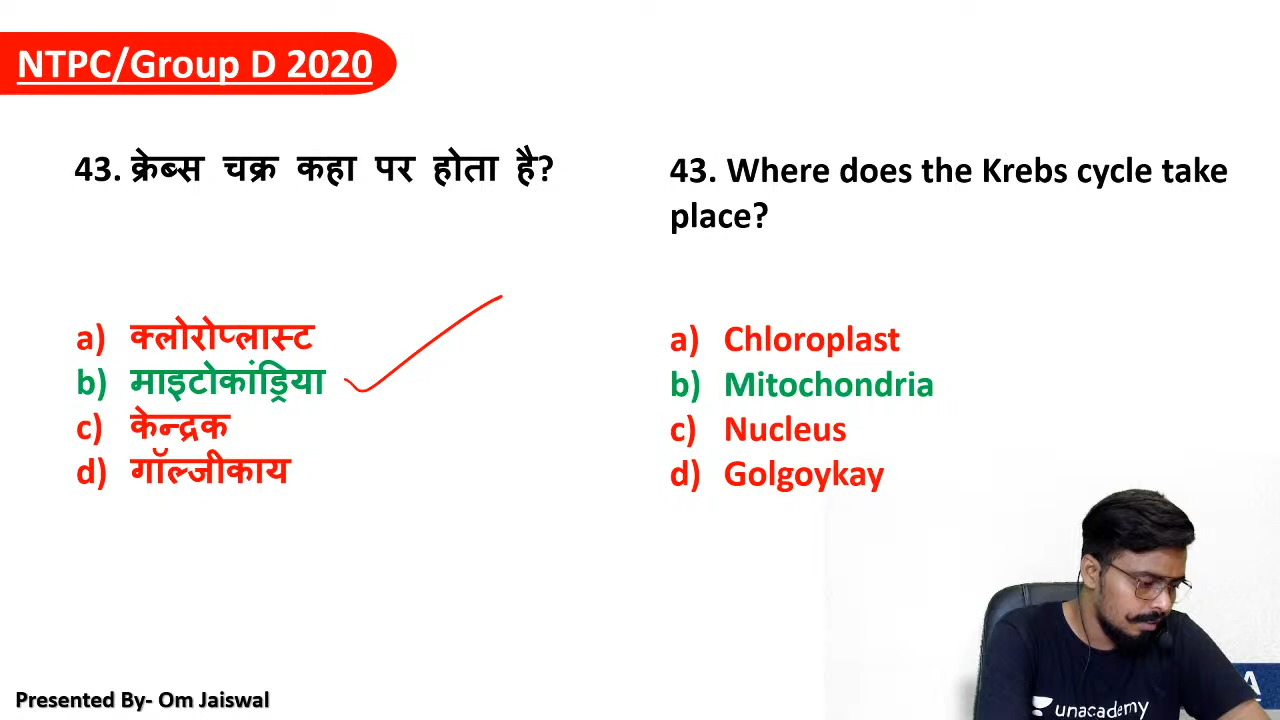 NTPC/Group D 2020
43. क्रेब्स चक्र कहा पर होता है?
a) क्लोरोप्लास्ट
b) माइटोकांड्रिया
c) केन्द्रक
d) गॉल्जीकाय
43. Where does the Krebs cycle take
place?
a) Chloroplast
b) Mitochondria
c) Nucleus
d) Golgoykay
unacademy
A
Presented By- Om Jaiswal